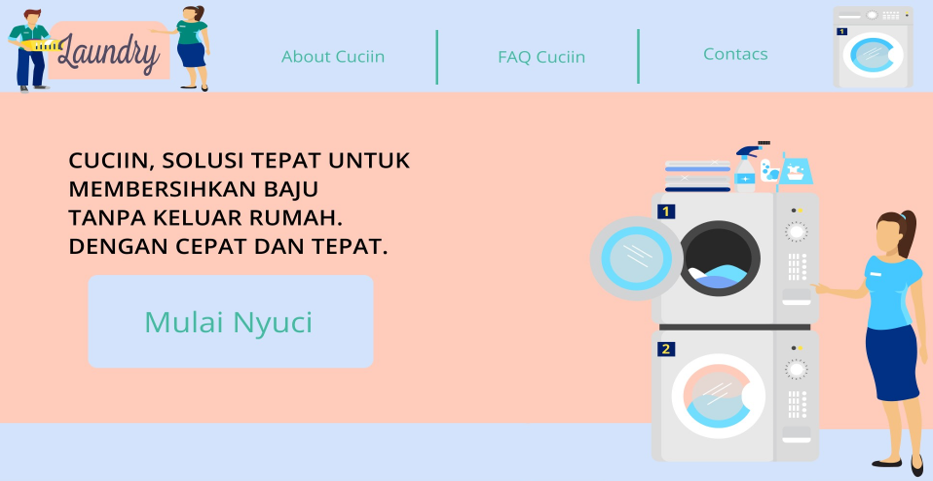 Laundry
About Cuciin
FAQ Cuciin
Contacs
1
CUCIIN, SOLUSI TEPAT UNTUK
MEMBERSIHKAN BAJU
TANPA KELUAR RUMAH.
DENGAN CEPAT DAN TEPAT.
Mulai Nyuci
1
2